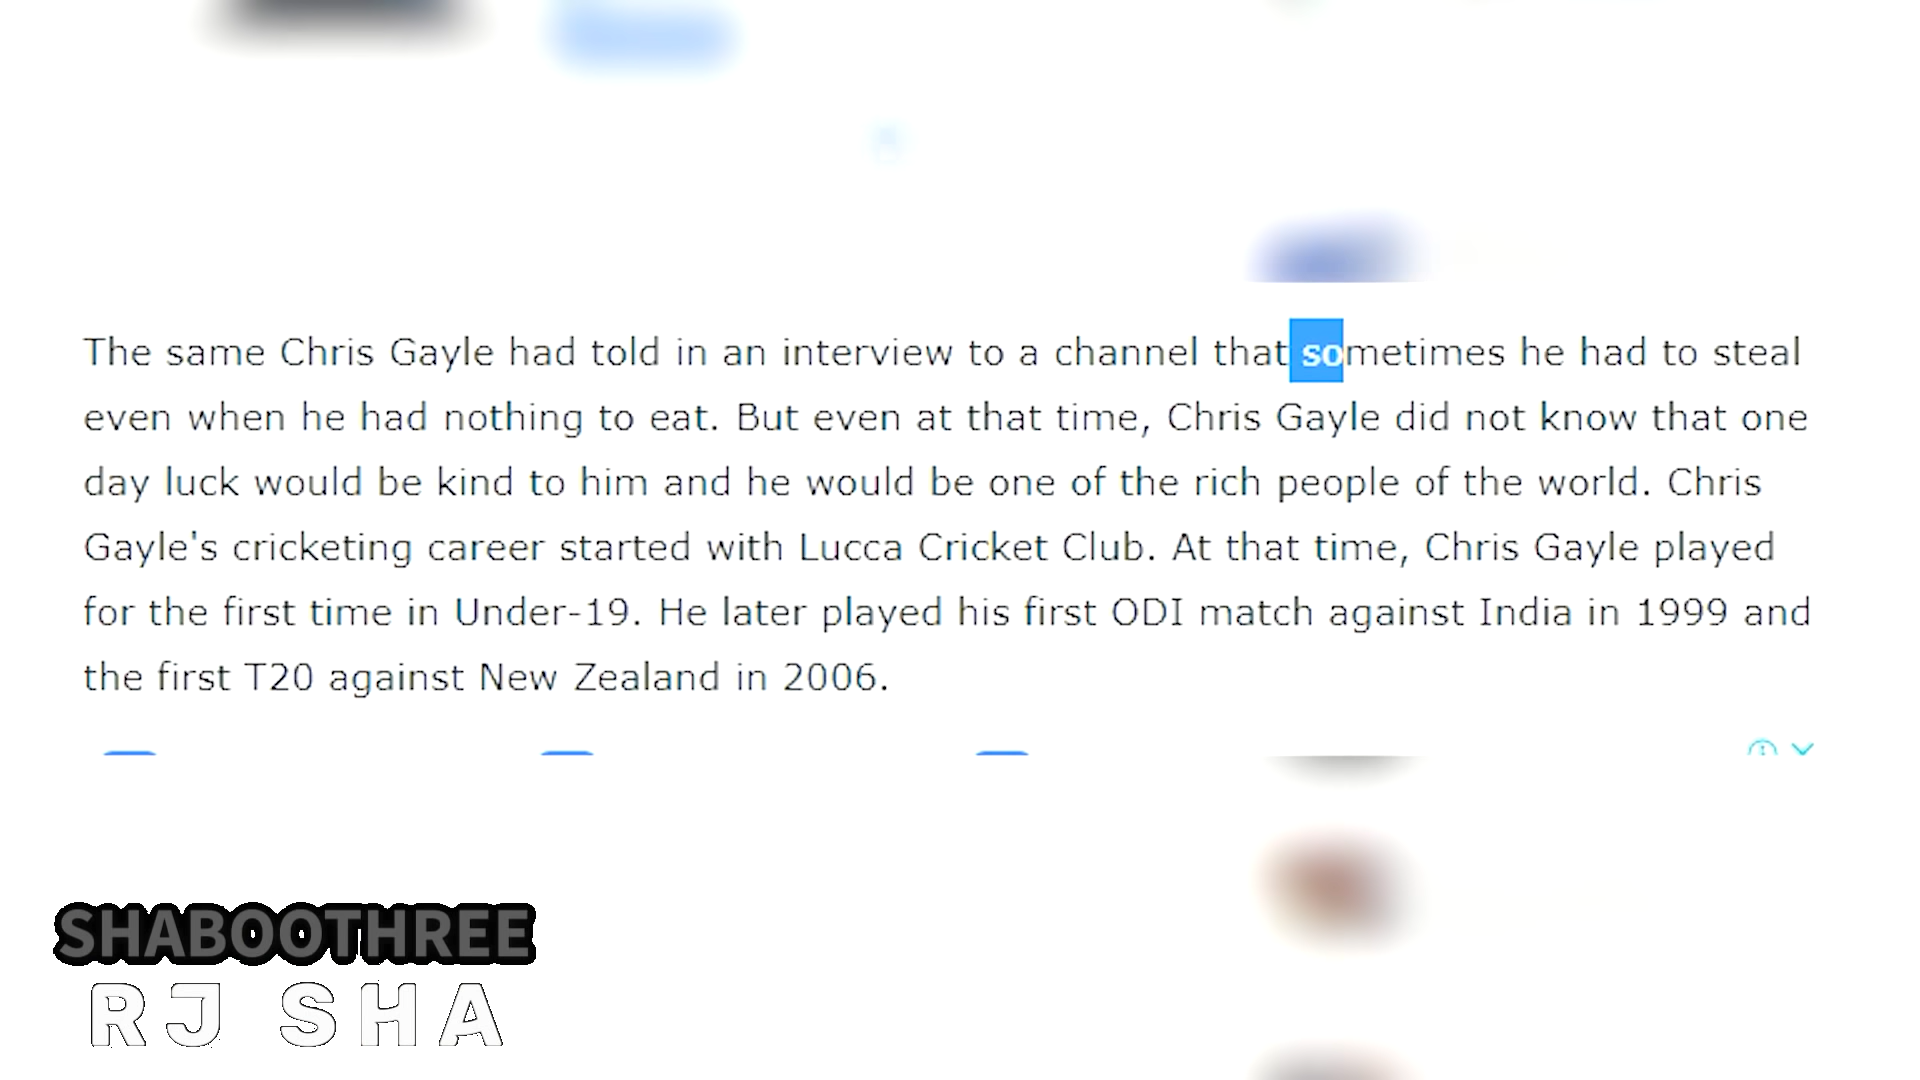 The same Chris Gayle had told in an interview to a channel that sometimes he had to steal
even when he had nothing to eat. But even at that time, Chris Gayle did not know that one
day luck would be kind to him and he would be one of the rich people of the world. Chris
Gayle's cricketing career started with Lucca Cricket Club. At that time, Chris Gayle played
for the first time in Under-19. He later played his first ODI match against India in 1999 and
the first T20 against New Zealand in 2006.
SHABOOTHREE
RJ SHA